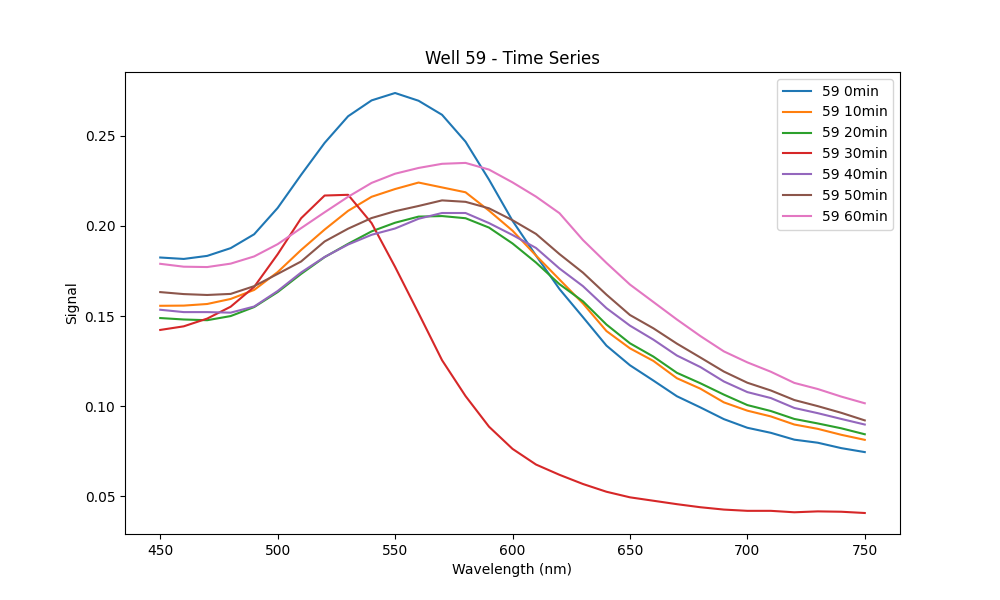 Well 59 - Time Series
59 0min
59 10min
59 20min
59 30min
59 40min
59 50min
59 60min
Signal
0.25
0.20
0.15
0.10
0.05
450 500 550 600 650 700 750
Wavelength (nm)